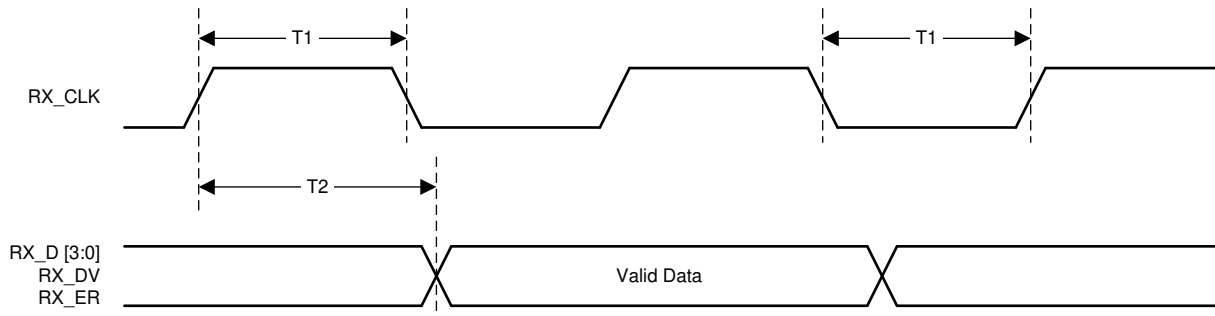 T1
T1
RX_CLK
T2
RX_D [3:0]
RX_DV
Valid Data
RX_ER